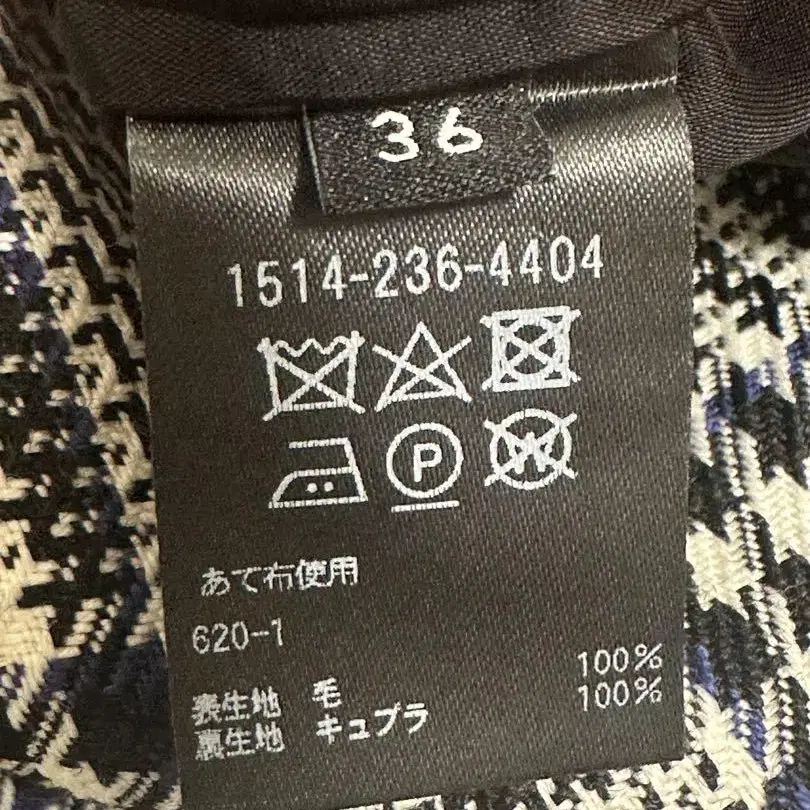 36
1514-236-4404
P
W
あて布使用
620-1
表生地 毛 100%
裏生地 キュプラ 100%